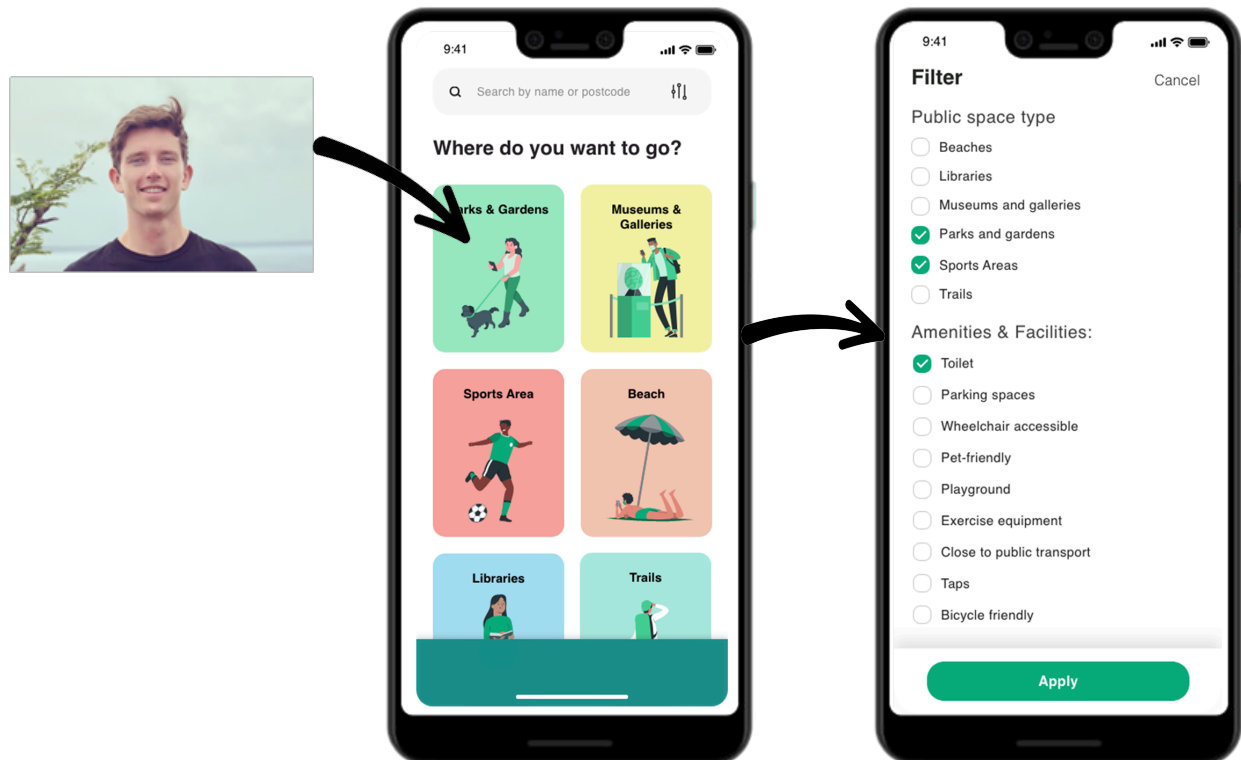 9:41
Search by name or postcode
Where do you want to go?
rks & Gardens
Museums &
Galleries
Sports Area
Beach
Libraries
Trails
9:41
Filter
Cancel
Public space type
Beaches
Libraries
Museums and galleries
Parks and gardens
Sports Areas
Trails
Amenities & Facilities:
Toilet
Parking spaces
Wheelchair accessible
Pet-friendly
Playground
Exercise equipment
Close to public transport
Taps
Bicycle friendly
Apply